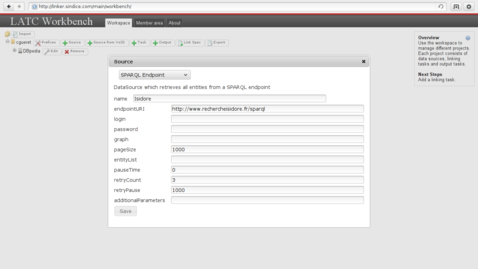 http://linker.sindice.com/main/workbench/
LATC Workbench
Workspace Member area About
Import
cguaret Prefixes Source Source from VoID Task Output Link Spec Export
DBpedia Edit Remove
Overview
Use the workspace to
manage different projects.
Each project consists of
data sources, linking
tasks and output tasks.
Next Steps
Add a linking task.
Source
SPARQL Endpoint
DataSource which retrieves all entities from a SPARQL endpoint
name Isidore
endpointURI http://www.rechercheisidore.fr/sparql
login
password
graph
pageSize 1000
entityList
pauseTime 0
retryCount 3
retryPause 1000
additionalParameters
Save